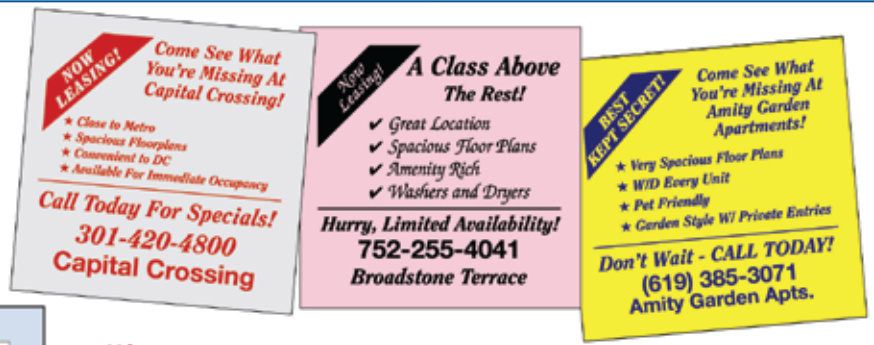 NOW
LEASING!
Come See What
You're Missing At
Capital Crossing!
★ Close to Metro
★ Spacious Floorplans
★ Convenient to DC
★ Available For Immediate Occupancy
Call Today For Specials!
301-420-4800
Capital Crossing
Now
Leasing!
A Class Above
The Rest!
✔ Great Location
✔ Spacious Floor Plans
✔ Amenity Rich
✔ Washers and Dryers
Hurry, Limited Availability!
752-255-4041
Broadstone Terrace
BEST
KEPT SECRET!
Come See What
You're Missing At
Amity Garden
Apartments!
★ Very Spacious Floor Plans
★ W/D Every Unit
★ Pet Friendly
★ Garden Style W/ Private Entries
Don't Wait - CALL TODAY!
(619) 385-3071
Amity Garden Apts.